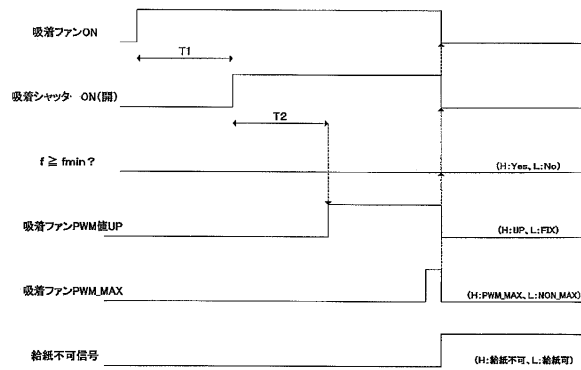 吸着ファンON
T1
吸着シャッター ON(開)
T2
f ≧ fmin?
(H:Yes、L:No)
吸着ファンPWM値UP
(H:UP、L:FIX)
吸着ファンPWM_MAX
(H:PWM_MAX、L:NON_MAX)
給紙不可信号
(H:給紙不可、L:給紙可)